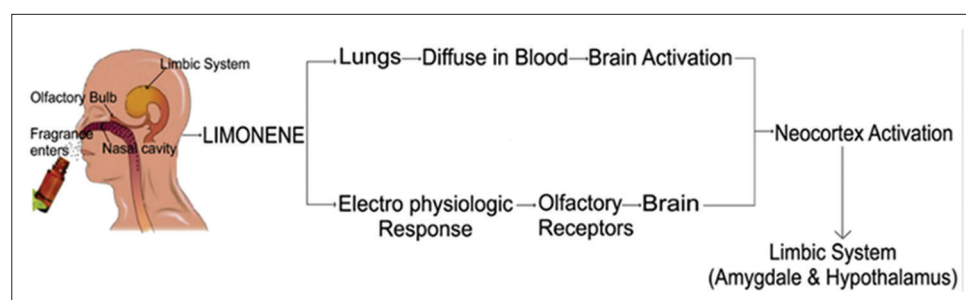 Limbic System
Olfactory Bulb
Fragrance
enters
Nasal cavity
LIMONENE
Lungs
Diffuse in Blood
Brain Activation
Electro physiologic
Response
Olfactory
Receptors
Brain
Neocortex Activation
Limbic System
(Amygdale & Hypothalamus)